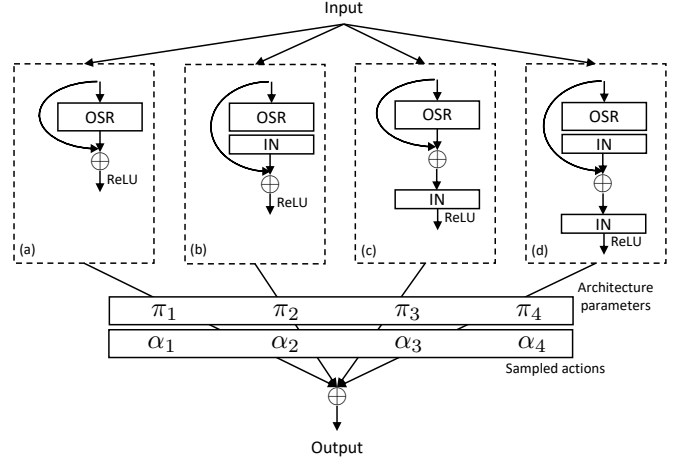 Input
OSR
ReLU
(a)
OSR
IN
ReLU
(b)
OSR
IN
ReLU
(c)
OSR
IN
IN
ReLU
(d)
Architecture
parameters
π₁ π₂ π₃ π₄
α₁ α₂ α₃ α₄
Sampled actions
Output